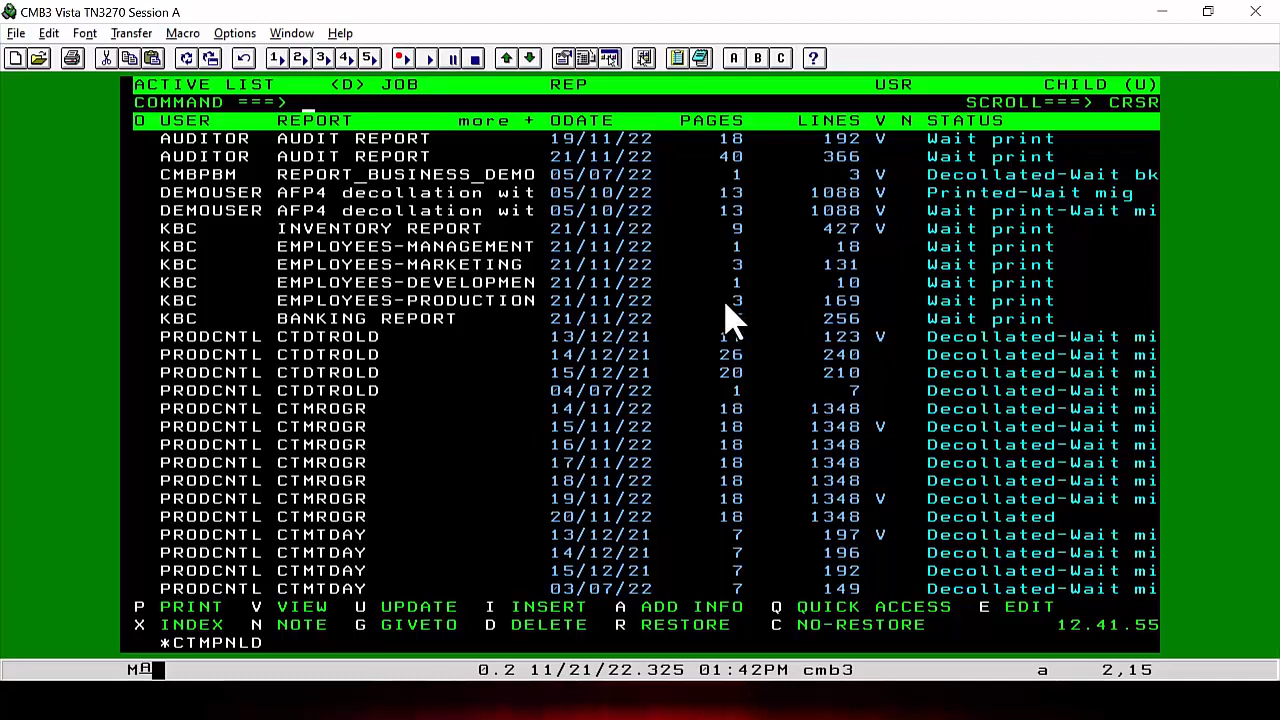 CMB3 Vista TN3270 Session A
File Edit Font Transfer Macro Options Window Help
1 2 3 4 5 A B C ?
ACTIVE LIST <D> JOB REP USR CHILD (U)
COMMAND ===> _ SCROLL===> CRSR
O USER REPORT more + ODATE PAGES LINES V N STATUS
AUDITOR AUDIT REPORT 19/11/22 18 192 V Wait print
AUDITOR AUDIT REPORT 21/11/22 40 366 Wait print
CMBPBM REPORT_BUSINESS_DEMO 05/07/22 1 3 V Decollated-Wait bk
DEMOUSER AFP4 decollation wit 05/10/22 13 1088 V Printed-Wait mig
DEMOUSER AFP4 decollation wit 05/10/22 13 1088 V Wait print-Wait mi
KBC INVENTORY REPORT 21/11/22 9 427 V Wait print
KBC EMPLOYEES-MANAGEMENT 21/11/22 1 18 Wait print
KBC EMPLOYEES-MARKETING 21/11/22 3 131 Wait print
KBC EMPLOYEES-DEVELOPMEN 21/11/22 1 10 Wait print
KBC EMPLOYEES-PRODUCTION 21/11/22 3 169 Wait print
KBC BANKING REPORT 21/11/22 256 Wait print
PRODCNTL CTDTROLD 13/12/21 123 V Decollated-Wait mi
PRODCNTL CTDTROLD 14/12/21 26 240 Decollated-Wait mi
PRODCNTL CTDTROLD 15/12/21 20 210 Decollated-Wait mi
PRODCNTL CTDTROLD 04/07/22 1 7 Decollated-Wait mi
PRODCNTL CTMROGR 14/11/22 18 1348 Decollated-Wait mi
PRODCNTL CTMROGR 15/11/22 18 1348 V Decollated-Wait mi
PRODCNTL CTMROGR 16/11/22 18 1348 Decollated-Wait mi
PRODCNTL CTMROGR 17/11/22 18 1348 Decollated-Wait mi
PRODCNTL CTMROGR 18/11/22 18 1348 Decollated-Wait mi
PRODCNTL CTMROGR 19/11/22 18 1348 V Decollated-Wait mi
PRODCNTL CTMROGR 20/11/22 18 1348 Decollated
PRODCNTL CTMTDAY 13/12/21 7 197 V Decollated-Wait mi
PRODCNTL CTMTDAY 14/12/21 7 196 Decollated-Wait mi
PRODCNTL CTMTDAY 15/12/21 7 192 Decollated-Wait mi
PRODCNTL CTMTDAY 03/07/22 7 149 Decollated-Wait mi
P PRINT V VIEW U UPDATE I INSERT A ADD INFO Q QUICK ACCESS E EDIT
X INDEX N NOTE G GIVETO D DELETE R RESTORE C NO-RESTORE 12.41.55
*CTMPNLD
MA 0.2 11/21/22.325 01:42PM cmb3 a 2,15